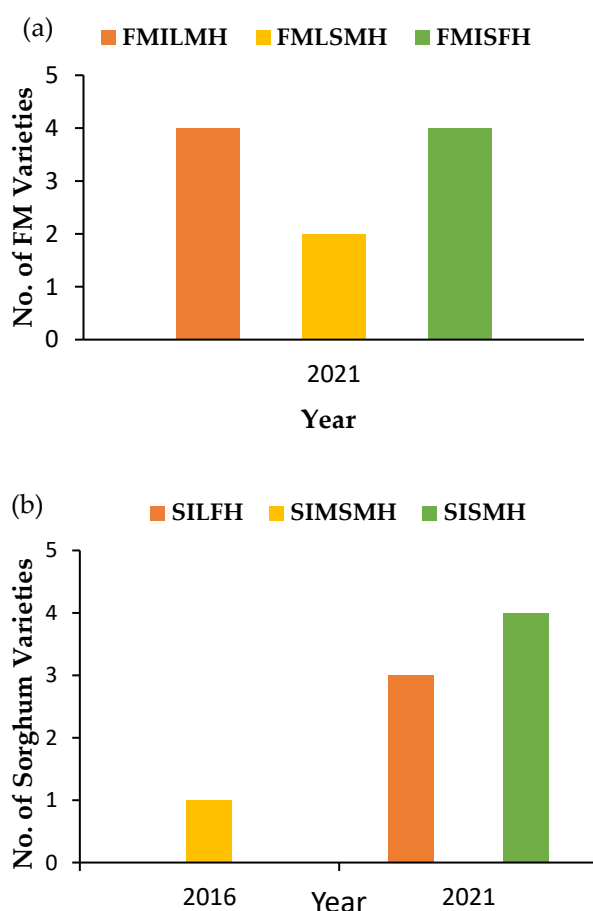 (a)
FMILMH FMLSMH FMISFH
No. of FM Varieties
5
4
3
2
1
0
2021
Year
(b)
SILFH SIMSMH SISMH
No. of Sorghum Varieties
5
4
3
2
1
0
2016 2021
Year